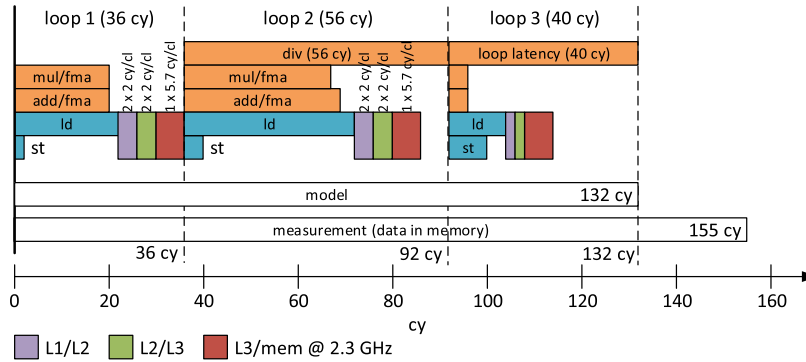 loop 1 (36 cy)
loop 2 (56 cy)
loop 3 (40 cy)
div (56 cy)
loop latency (40 cy)
mul/fma
add/fma
ld
st
2 x 2 cy/cl
2 x 2 cy/cl
1 x 5.7 cy/cl
mul/fma
add/fma
ld
st
2 x 2 cy/cl
2 x 2 cy/cl
1 x 5.7 cy/cl
ld
st
model
132 cy
measurement (data in memory)
155 cy
36 cy
92 cy
132 cy
0
20
40
60
80
100
120
140
160
cy
L1/L2
L2/L3
L3/mem @ 2.3 GHz